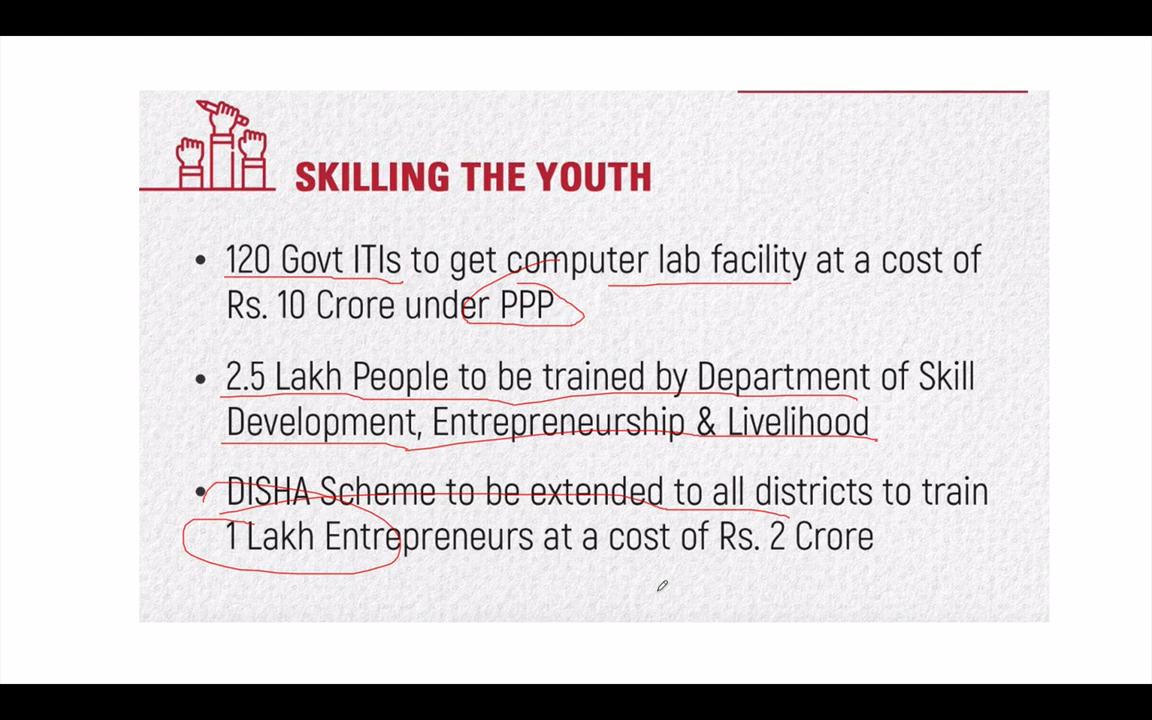 SKILLING THE YOUTH
• 120 Govt ITIs to get computer lab facility at a cost of
Rs. 10 Crore under PPP
• 2.5 Lakh People to be trained by Department of Skill
Development, Entrepreneurship & Livelihood
• DISHA Scheme to be extended to all districts to train
1 Lakh Entrepreneurs at a cost of Rs. 2 Crore